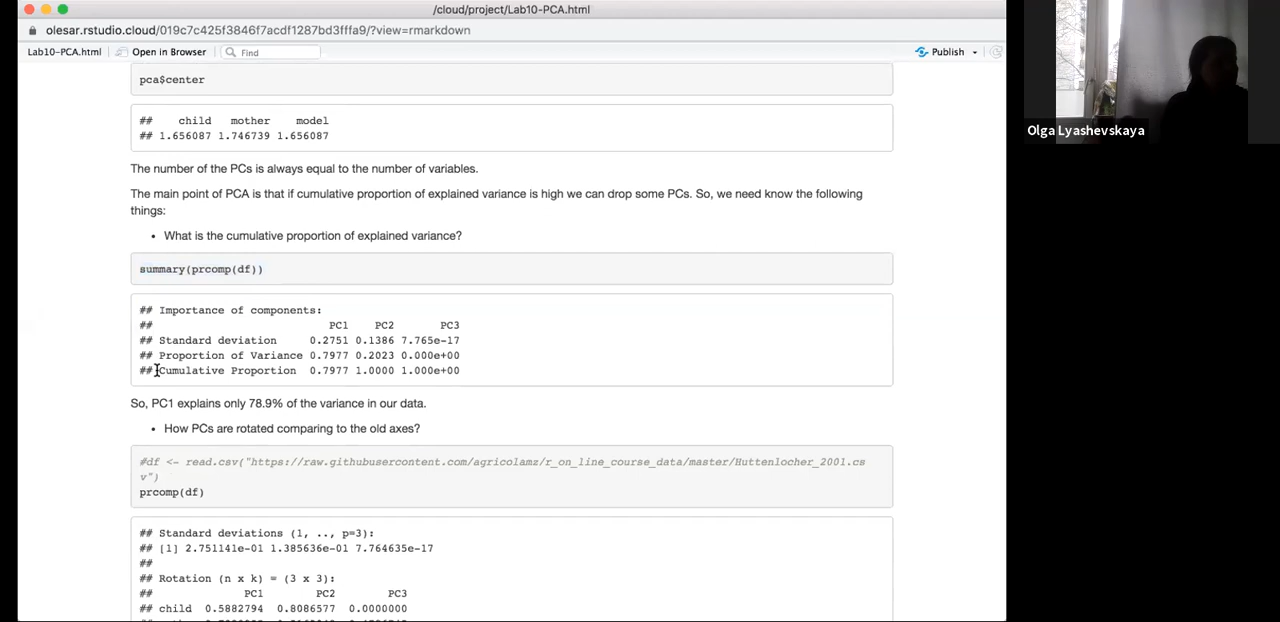 /cloud/project/Lab10-PCA.html
olesar.rstudio.cloud/019c7c425f3846f7acdf1287bd3fffa9/?view=rmarkdown
Lab10-PCA.html Open in Browser Find Publish
pca$center
##    child   mother    model
## 1.656087 1.746739 1.656087
The number of the PCs is always equal to the number of variables.
The main point of PCA is that if cumulative proportion of explained variance is high we can drop some PCs. So, we need know the following
things:
• What is the cumulative proportion of explained variance?
summary(prcomp(df))
## Importance of components:
##                           PC1    PC2       PC3
## Standard deviation     0.2751 0.1386 7.765e-17
## Proportion of Variance 0.7977 0.2023 0.000e+00
## Cumulative Proportion  0.7977 1.0000 1.000e+00
So, PC1 explains only 78.9% of the variance in our data.
• How PCs are rotated comparing to the old axes?
#df <- read.csv("https://raw.githubusercontent.com/agricolamz/r_on_line_course_data/master/Huttenlocher_2001.cs
v")
prcomp(df)
## Standard deviations (1, .., p=3):
## [1] 2.751141e-01 1.385636e-01 7.764635e-17
##
## Rotation (n x k) = (3 x 3):
##              PC1       PC2       PC3
## child  0.5882794 0.8086577 0.0000000
Olga Lyashevskaya